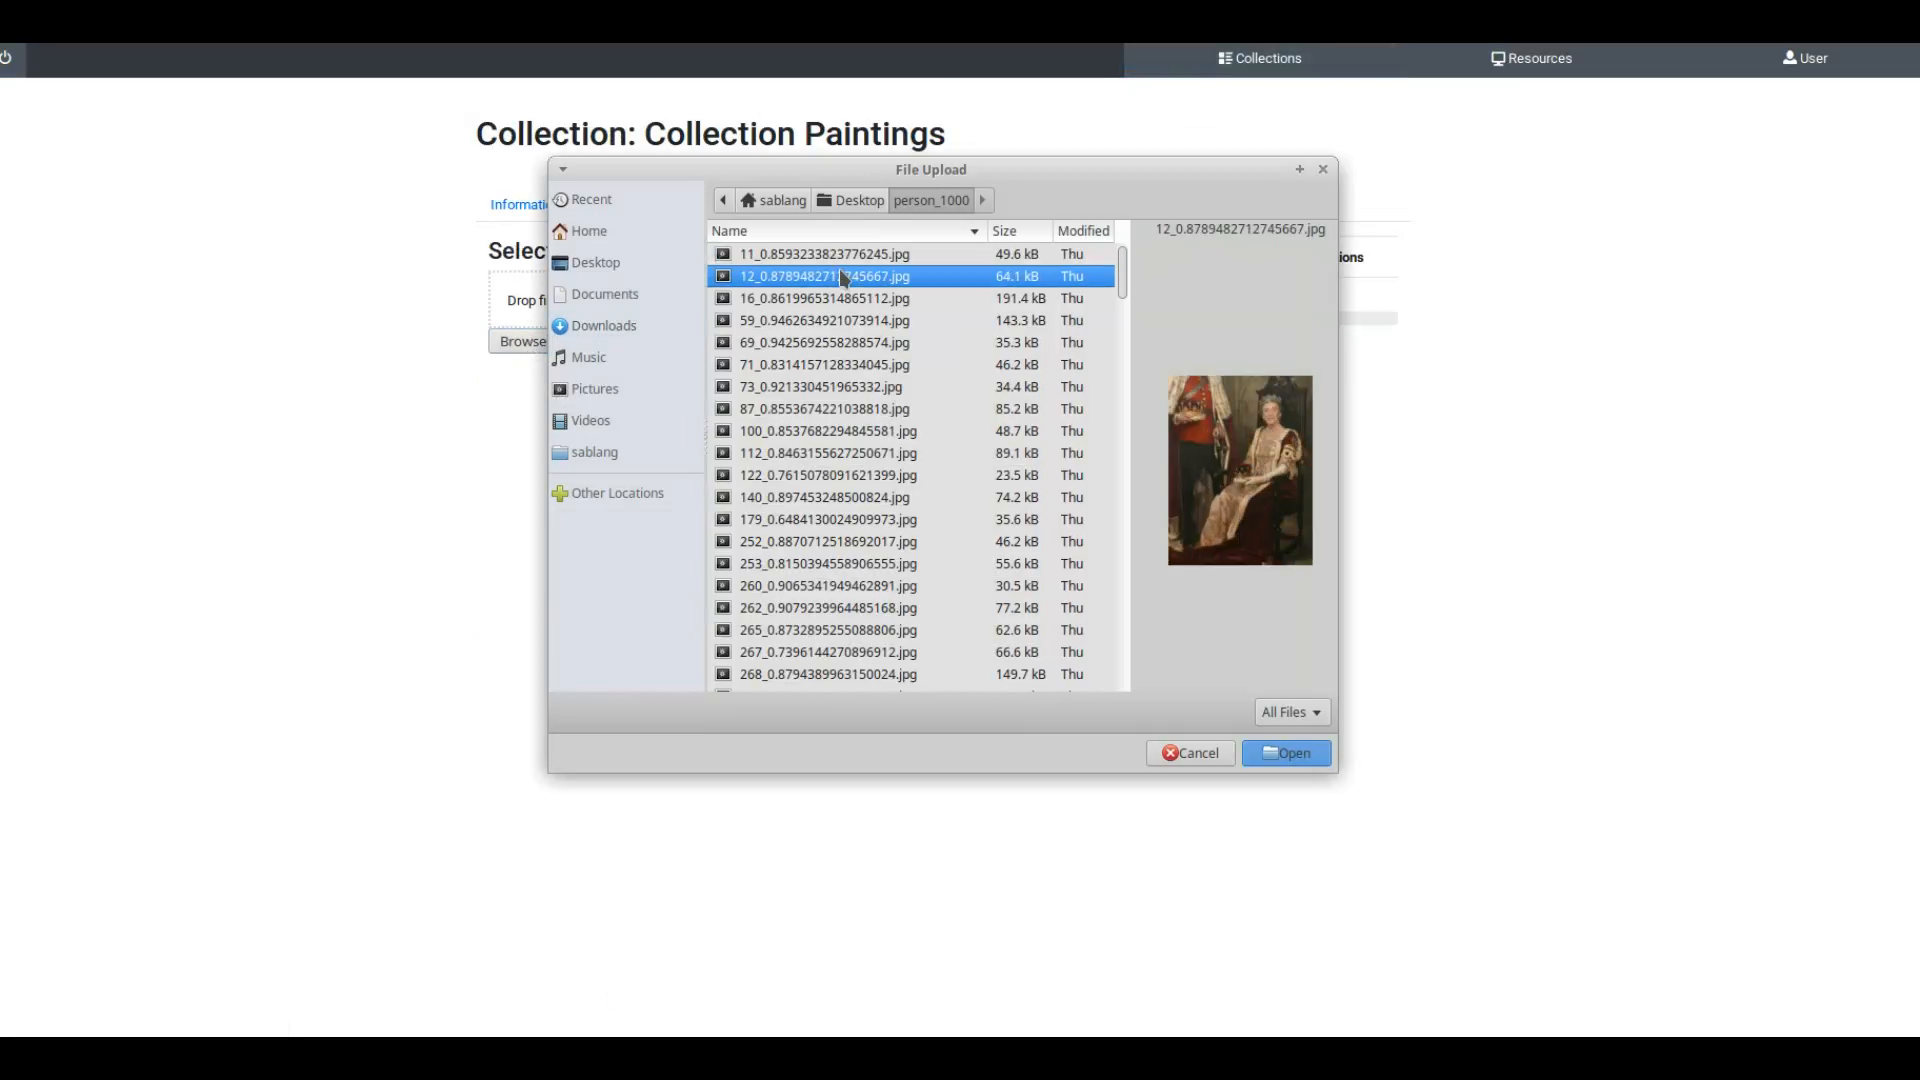 Collections Resources User
Collection: Collection Paintings
File Upload
Informati
Selec
Drop fi
Browse
ions
Recent
Home
Desktop
Documents
Downloads
Music
Pictures
Videos
sablang
Other Locations
sablang Desktop person_1000
Name Size Modified
11_0.8593233823776245.jpg 49.6 kB Thu
12_0.8789482712745667.jpg 64.1 kB Thu
16_0.8619965314865112.jpg 191.4 kB Thu
59_0.9462634921073914.jpg 143.3 kB Thu
69_0.9425692558288574.jpg 35.3 kB Thu
71_0.8314157128334045.jpg 46.2 kB Thu
73_0.921330451965332.jpg 34.4 kB Thu
87_0.8553674221038818.jpg 85.2 kB Thu
100_0.8537682294845581.jpg 48.7 kB Thu
112_0.8463155627250671.jpg 89.1 kB Thu
122_0.7615078091621399.jpg 23.5 kB Thu
140_0.897453248500824.jpg 74.2 kB Thu
179_0.6484130024909973.jpg 35.6 kB Thu
252_0.8870712518692017.jpg 46.2 kB Thu
253_0.8150394558906555.jpg 55.6 kB Thu
260_0.9065341949462891.jpg 30.5 kB Thu
262_0.9079239964485168.jpg 77.2 kB Thu
265_0.8732895255088806.jpg 62.6 kB Thu
267_0.7396144270896912.jpg 66.6 kB Thu
268_0.8794389963150024.jpg 149.7 kB Thu
12_0.8789482712745667.jpg
All Files
Cancel Open